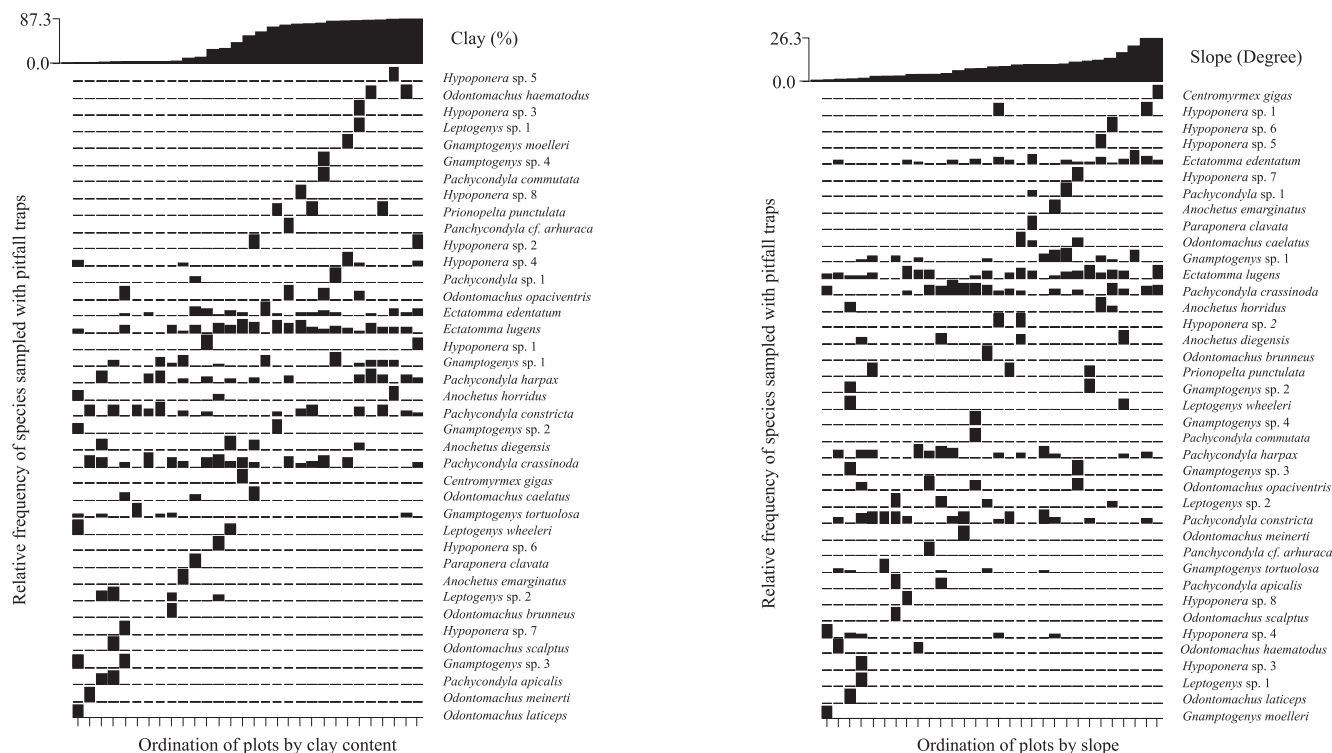 87.3
0.0
Clay (%)
Hypoponera sp. 5
Odontomachus haematodus
Hypoponera sp. 3
Leptogenys sp. 1
Gnamptogenys moelleri
Gnamptogenys sp. 4
Pachycondyla commutata
Hypoponera sp. 8
Prionopelta punctulata
Panchycondyla cf. arhuraca
Hypoponera sp. 2
Hypoponera sp. 4
Pachycondyla sp. 1
Odontomachus opaciventris
Ectatomma edentatum
Ectatomma lugens
Hypoponera sp. 1
Gnamptogenys sp. 1
Pachycondyla harpax
Anochetus horridus
Pachycondyla constricta
Gnamptogenys sp. 2
Anochetus diegensis
Pachycondyla crassinoda
Centromyrmex gigas
Odontomachus caelatus
Gnamptogenys tortuolosa
Leptogenys wheeleri
Hypoponera sp. 6
Paraponera clavata
Anochetus emarginatus
Leptogenys sp. 2
Odontomachus brunneus
Hypoponera sp. 7
Odontomachus scalptus
Gnamptogenys sp. 3
Pachycondyla apicalis
Odontomachus meinerti
Odontomachus laticeps
Relative frequency of species sampled with pitfall traps
Ordination of plots by clay content
26.3
0.0
Slope (Degree)
Centromyrmex gigas
Hypoponera sp. 1
Hypoponera sp. 6
Hypoponera sp. 5
Ectatomma edentatum
Hypoponera sp. 7
Pachycondyla sp. 1
Anochetus emarginatus
Paraponera clavata
Odontomachus caelatus
Gnamptogenys sp. 1
Ectatomma lugens
Pachycondyla crassinoda
Anochetus horridus
Hypoponera sp. 2
Anochetus diegensis
Odontomachus brunneus
Prionopelta punctulata
Gnamptogenys sp. 2
Leptogenys wheeleri
Gnamptogenys sp. 4
Pachycondyla commutata
Pachycondyla harpax
Gnamptogenys sp. 3
Odontomachus opaciventris
Leptogenys sp. 2
Pachycondyla constricta
Odontomachus meinerti
Panchycondyla cf. arhuraca
Gnamptogenys tortuolosa
Pachycondyla apicalis
Hypoponera sp. 8
Odontomachus scalptus
Hypoponera sp. 4
Odontomachus haematodus
Hypoponera sp. 3
Leptogenys sp. 1
Odontomachus laticeps
Gnamptogenys moelleri
Relative frequency of species sampled with pitfall traps
Ordination of plots by slope